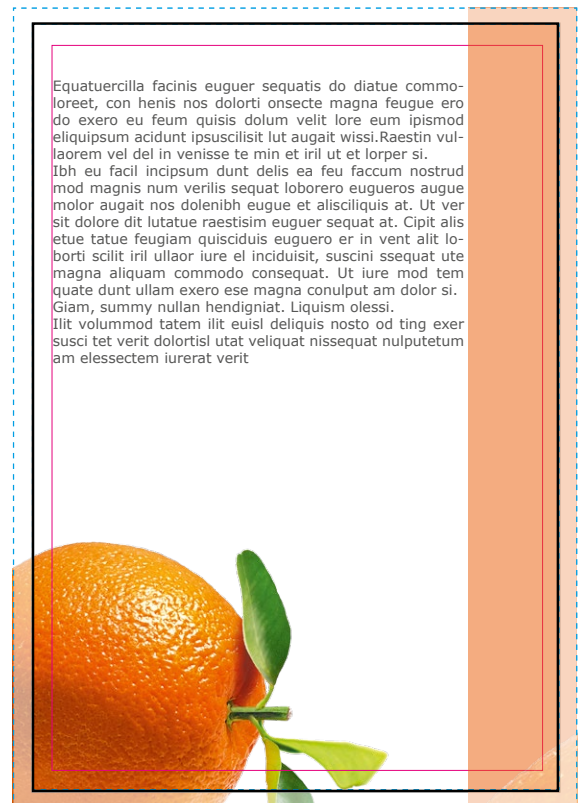 Equatuercilla facinis euguer sequatis do diatue commo-
loreet, con henis nos dolorti onsecte magna feugue ero
do exero eu feum quisis dolum velit lore eum ipismod
eliquipsum acidunt ipsuscilisit lut augait wissi.Raestin vul-
laorem vel del in venisse te min et iril ut et lorper si.
Ibh eu facil incipsum dunt delis ea feu faccum nostrud
mod magnis num verilis sequat loborero eugueros augue
molor augait nos dolenibh eugue et alisciliquis at. Ut ver
sit dolore dit lutatue raestisim euguer sequat at. Cipit alis
etue tatue feugiam quisciduis euguero er in vent alit lo-
borti scilit iril ullaor iure el inciduisit, suscini ssequat ute
magna aliquam commodo consequat. Ut iure mod tem
quate dunt ullam exero ese magna conulput am dolor si.
Giam, summy nullan hendigniat. Liquism olessi.
Ilit volummod tatem ilit euisl deliquis nosto od ting exer
susci tet verit dolortisl utat veliquat nissequat nulputetum
am elessectem iurerat verit